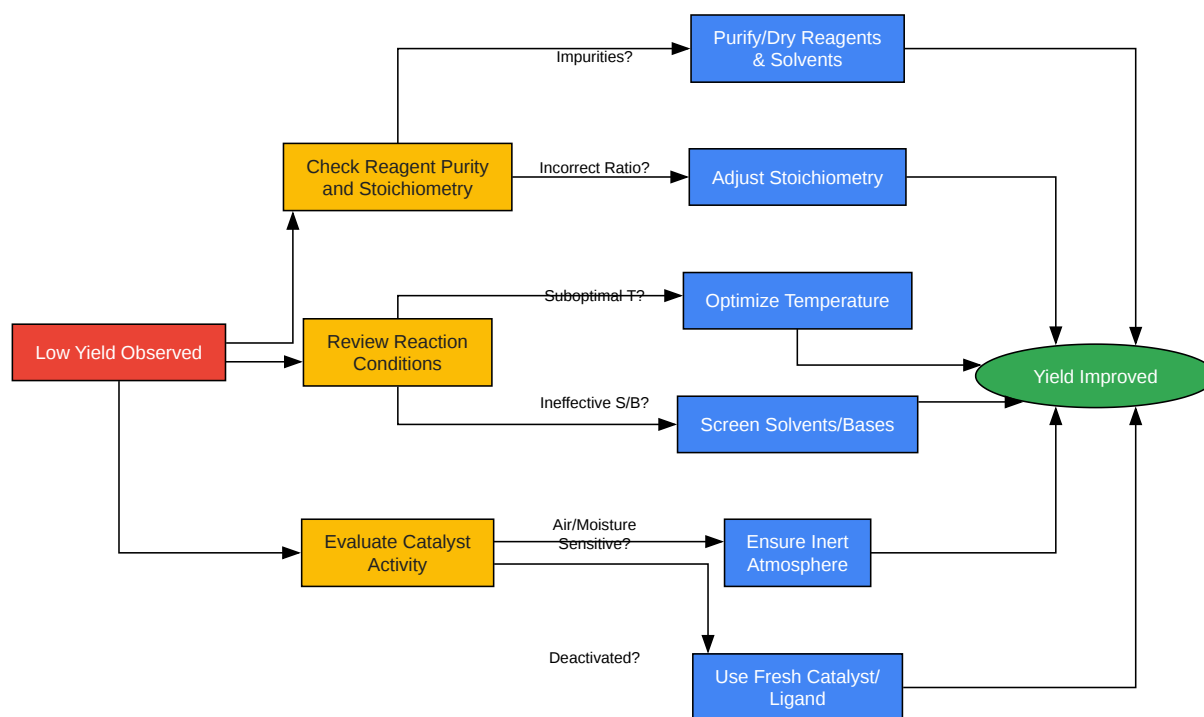 Purify/Dry Reagents
& Solvents
Impurities?
Check Reagent Purity
and Stoichiometry
Incorrect Ratio?
Adjust Stoichiometry
Suboptimal T?
Optimize Temperature
Low Yield Observed
Review Reaction
Conditions
Yield Improved
Ineffective S/B?
Screen Solvents/Bases
Evaluate Catalyst
Activity
Air/Moisture
Sensitive?
Ensure Inert
Atmosphere
Deactivated?
Use Fresh Catalyst/
Ligand